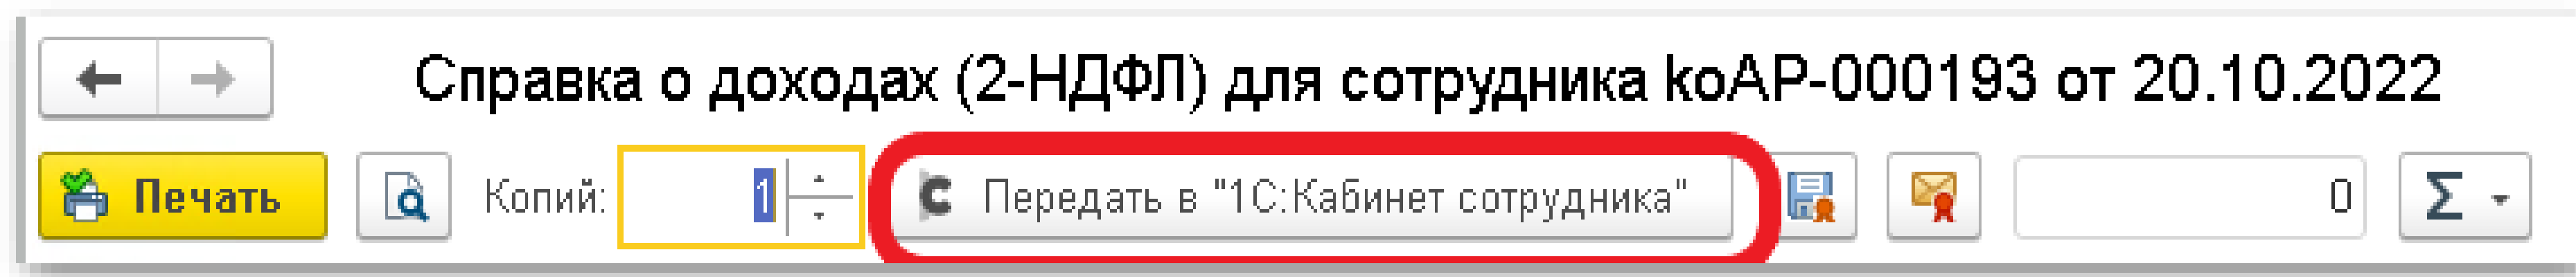 Справка о доходах (2-НДФЛ) для сотрудника koAP-000193 от 20.10.2022
Печать Копий: 1 Передать в "1С:Кабинет сотрудника" 0 Σ